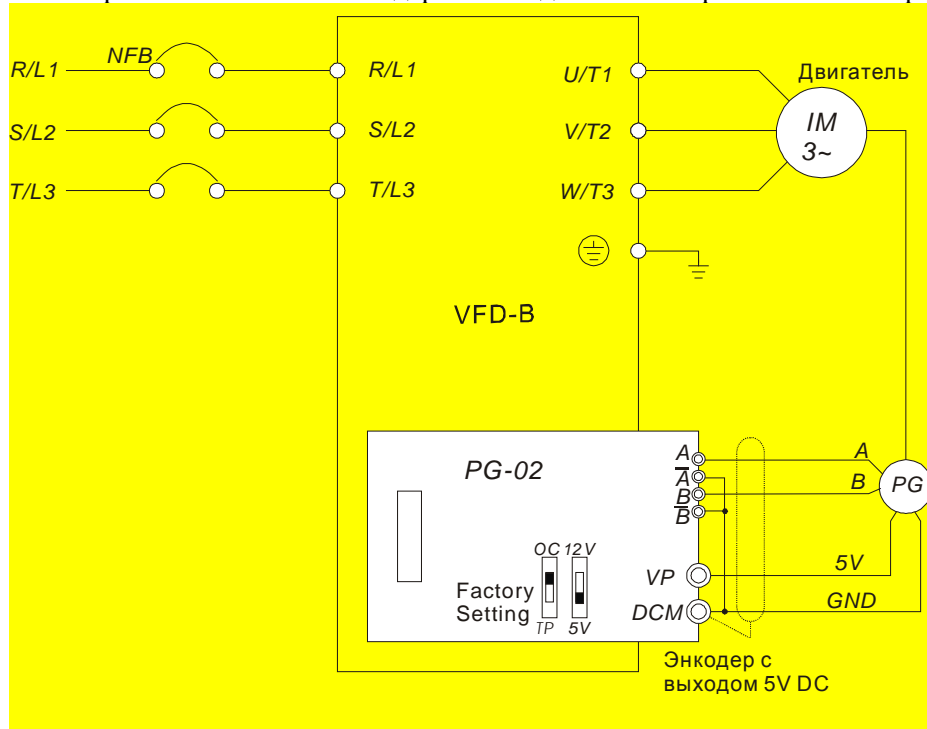 NFB
R/L1
R/L1
U/T1
Двигатель
S/L2
S/L2
V/T2
IM
3~
T/L3
T/L3
W/T3
VFD-B
PG-02
A
A
A
B
B
B
PG
OC 12V
Factory
Setting
TP 5V
VP
5V
DCM
GND
Энкодер с
выходом 5V DC